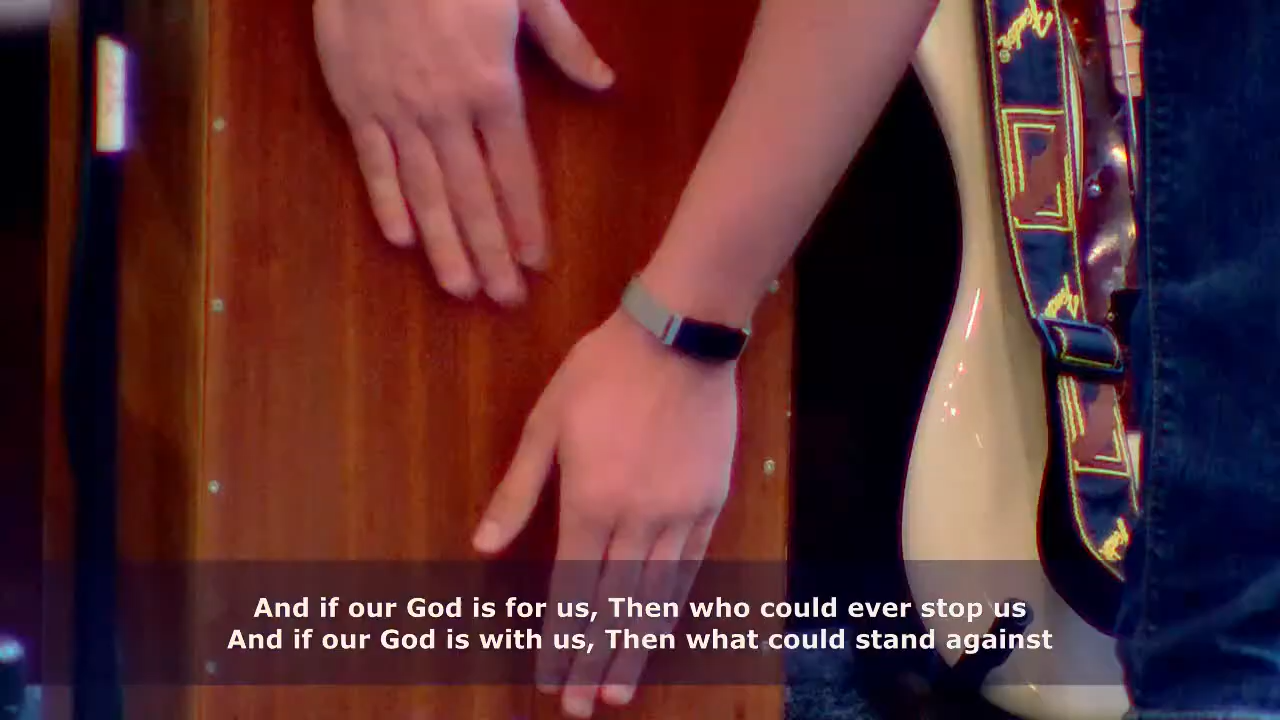 Fender
And if our God is for us, Then who could ever stop us
And if our God is with us, Then what could stand against